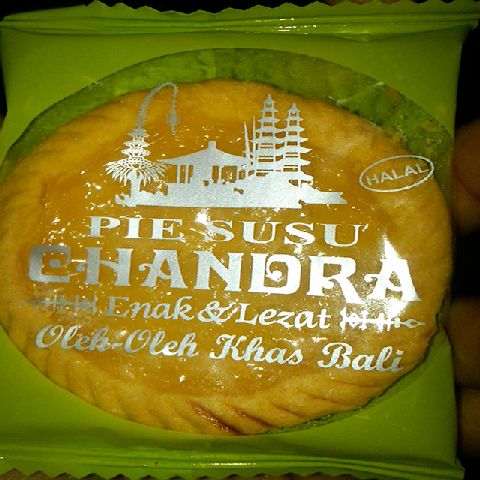 HALAL
PIE SUSU
CHANDRA
Enak & Lezat
Oleh-Oleh Khas Bali